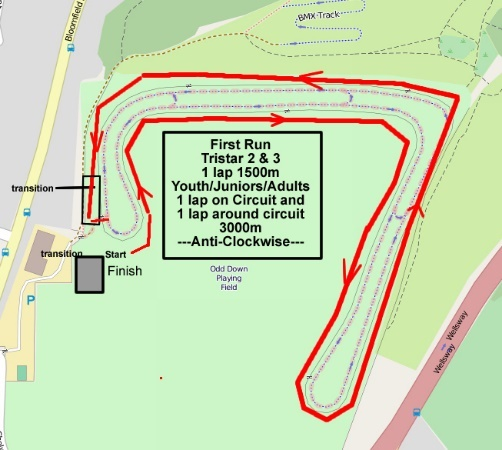 BMX Track
Bloomfield
First Run
Tristar 2 & 3
1 lap 1500m
Youth/Juniors/Adults
1 lap on Circuit and
1 lap around circuit
3000m
---Anti-Clockwise---
transition
transition
Start
Finish
Odd Down
Playing
Field
P
Wellsway
Wellsway